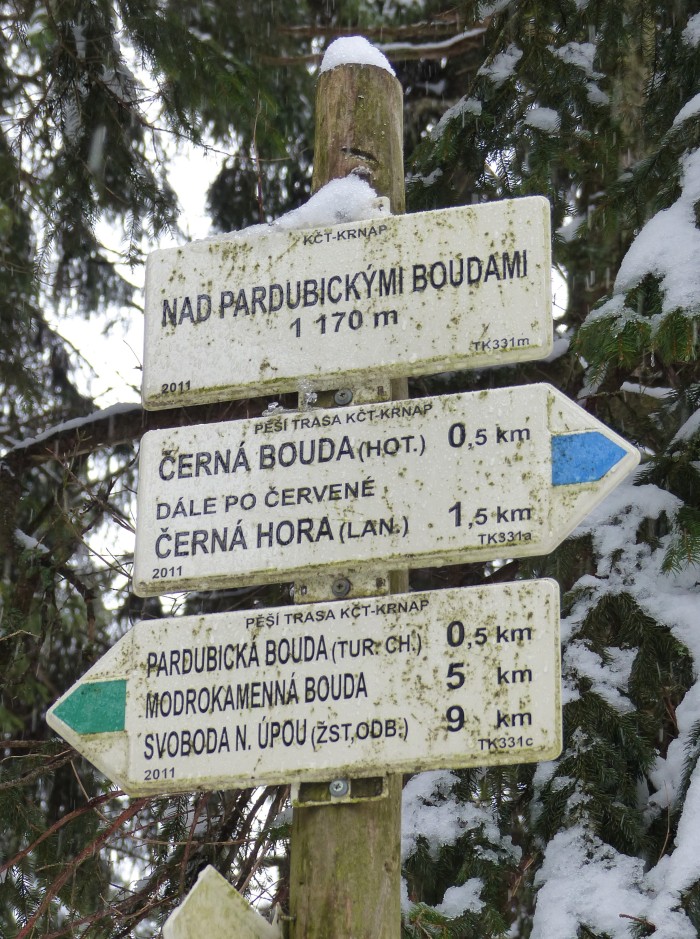 KČT-KRNAP
NAD PARDUBICKÝMI BOUDAMI
1 170 m
2011 TK331m
PĚŠÍ TRASA KČT-KRNAP
ČERNÁ BOUDA (HOT.) 0,5 km
DÁLE PO ČERVENÉ
ČERNÁ HORA (LAN.) 1,5 km
2011 TK331a
PĚŠÍ TRASA KČT-KRNAP
PARDUBICKÁ BOUDA (TUR. CH.) 0,5 km
MODROKAMENNÁ BOUDA 5 km
SVOBODA N. ÚPOU (ŽST,ODB.) 9 km
2011 TK331c